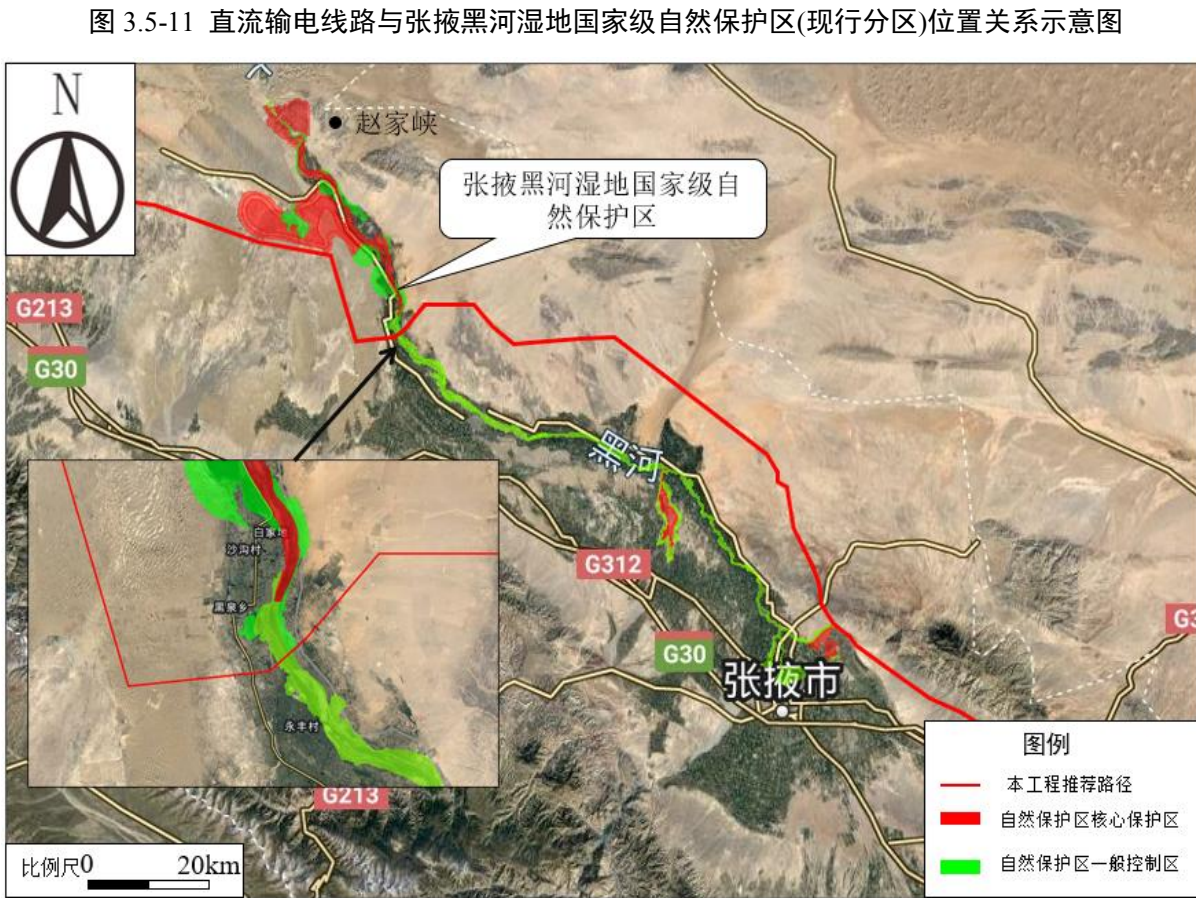 图 3.5-11 直流输电线路与张掖黑河湿地国家级自然保护区(现行分区)位置关系示意图
N
赵家峡
张掖黑河湿地国家级自
然保护区
G213
G30
黑河
白家地
沙沟村
黑泉乡
永丰村
G312
G30
张掖市
G213
图例
本工程推荐路径
自然保护区核心保护区
自然保护区一般控制区
比例尺0 20km